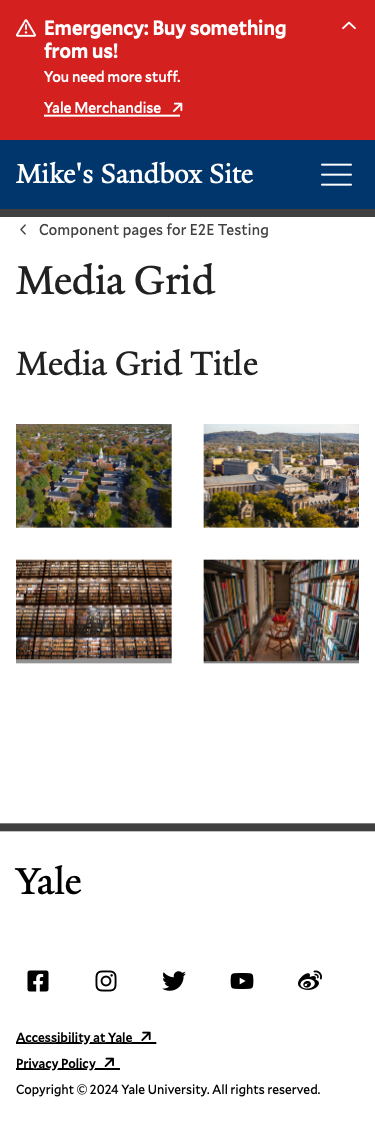 Emergency: Buy something
from us!
You need more stuff.
Yale Merchandise
Mike's Sandbox Site
Component pages for E2E Testing
Media Grid
Media Grid Title
Yale
Accessibility at Yale
Privacy Policy
Copyright © 2024 Yale University. All rights reserved.